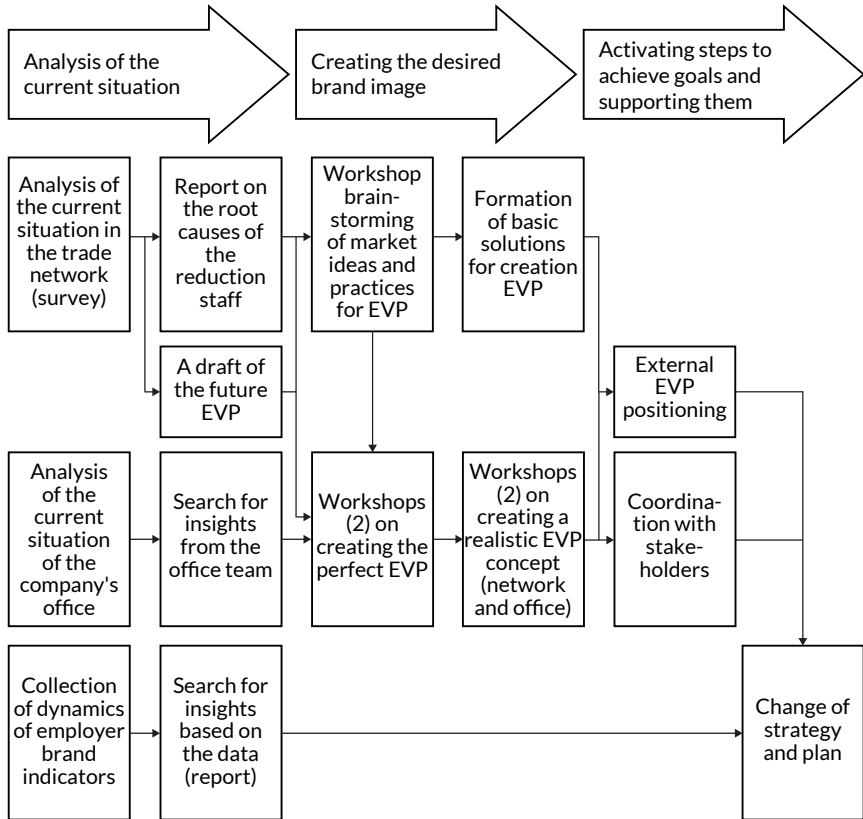 Analysis of the
current situation
Creating the desired
brand image
Activating steps to
achieve goals and
supporting them
Analysis of
the current
situation in
the trade
network
(survey)
Report on
the root
causes of
the
reduction
staff
Workshop
brain-
storming
of market
ideas and
practices
for EVP
Formation
of basic
solutions
for creation
EVP
A draft of
the future
EVP
External
EVP
positioning
Analysis
of the
current
situation
of the
company's
office
Search for
insights
from the
office team
Workshops
(2) on
creating the
perfect EVP
Workshops
(2) on
creating a
realistic EVP
concept
(network
and office)
Coordina-
tion with
stake-
holders
Collection
of dynamics
of employer
brand
indicators
Search for
insights
based on
the data
(report)
Change of
strategy
and plan